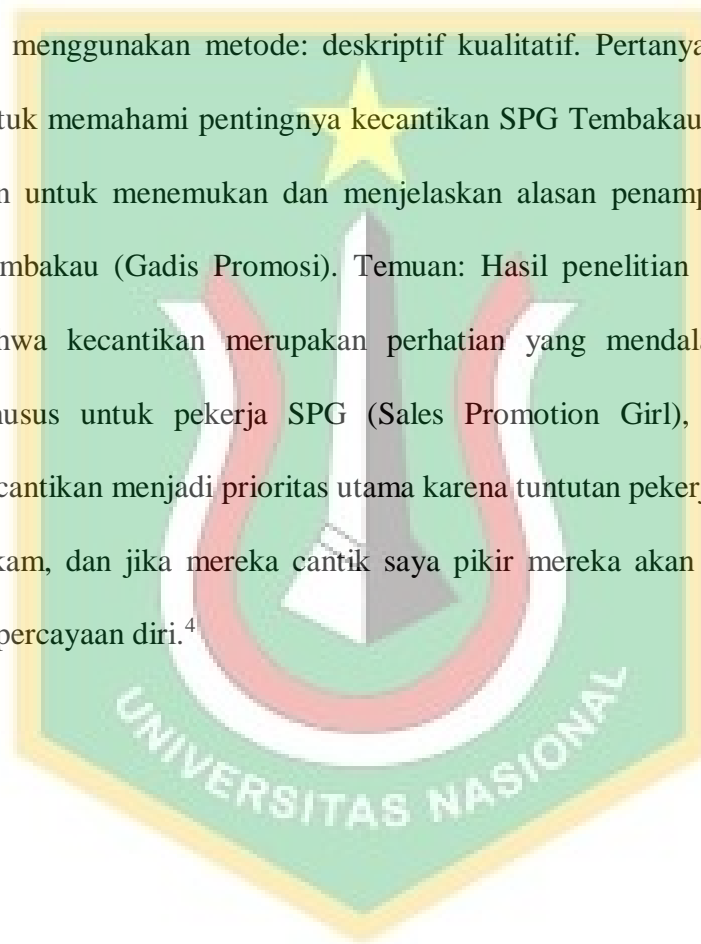 menggunakan metode: deskriptif kualitatif. Pertanya
tuk memahami pentingnya kecantikan SPG Tembakau
n untuk menemukan dan menjelaskan alasan penamp
mbakau (Gadis Promosi). Temuan: Hasil penelitian
hwa kecantikan merupakan perhatian yang mendala
usus untuk pekerja SPG (Sales Promotion Girl),
cantikan menjadi prioritas utama karena tuntutan pekerj
kam, dan jika mereka cantik saya pikir mereka akan
percayaan diri.4
UNIVERSITAS NASIONAL